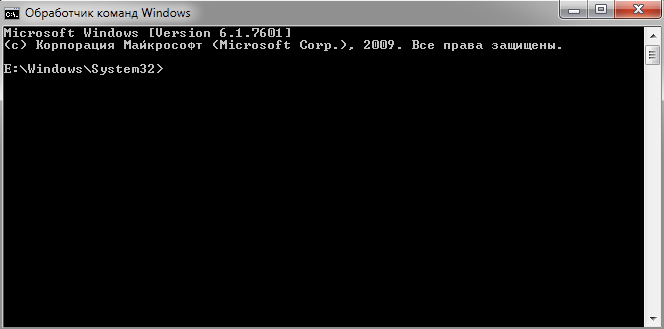 Обработчик команд Windows
Microsoft Windows [Version 6.1.7601]
(c) Корпорация Майкрософт (Microsoft Corp.), 2009. Все права защищены.
E:\Windows\System32>